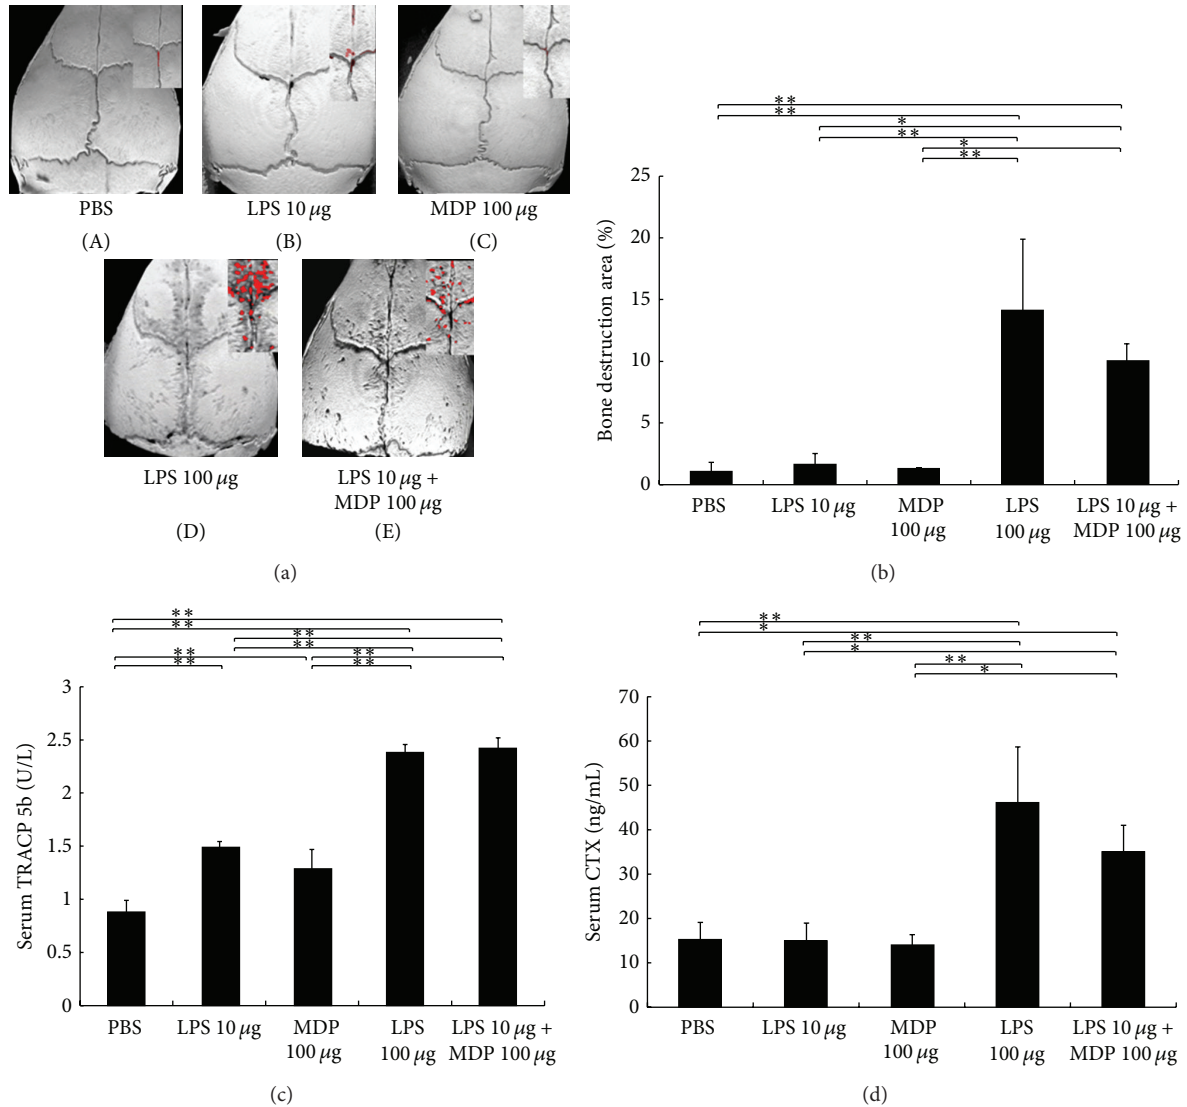 PBS
LPS 10 μg
MDP 100 μg
(A)
(B)
(C)
LPS 100 μg
LPS 10 μg +
MDP 100 μg
(D)
(E)
(a)
**
**
*
**
*
**
Bone destruction area (%)
25
20
15
10
5
0
PBS
LPS 10 μg
MDP
100 μg
LPS
100 μg
LPS 10 μg +
MDP 100 μg
(b)
**
**
**
**
**
**
**
**
Serum TRACP 5b (U/L)
3
2.5
2
1.5
1
0.5
0
PBS
LPS 10 μg
MDP
100 μg
LPS
100 μg
LPS 10 μg +
MDP 100 μg
(c)
**
*
**
*
**
*
Serum CTX (ng/mL)
70
60
50
40
30
20
10
0
PBS
LPS 10 μg
MDP
100 μg
LPS
100 μg
LPS 10 μg +
MDP 100 μg
(d)